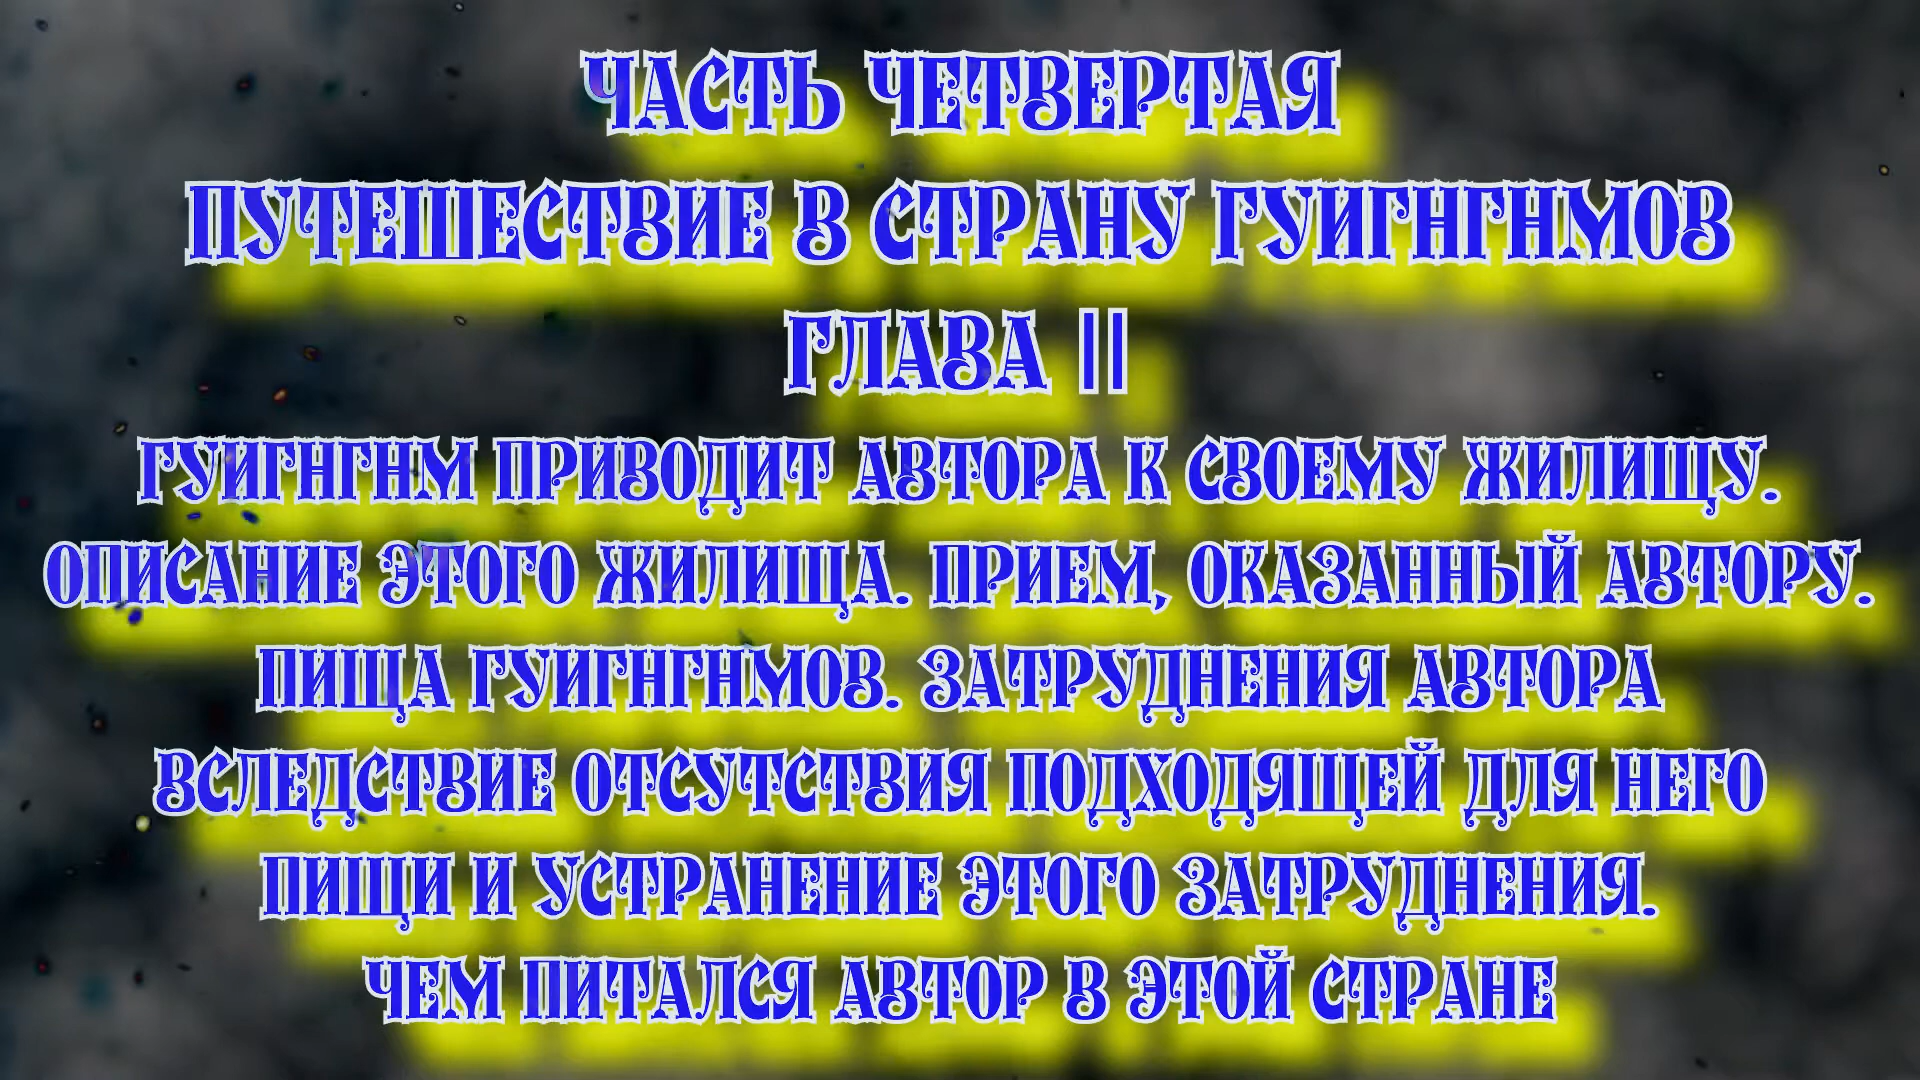 ЧАСТЬ ЧЕТВЕРТАЯ
ПУТЕШЕСТВИЕ В СТРАНУ ГУИГНГНМОВ
ГЛАВА II
ГУИГНГНМ ПРИВОДИТ АВТОРА К СВОЕМУ ЖИЛИЩУ.
ОПИСАНИЕ ЭТОГО ЖИЛИЩА. ПРИЕМ, ОКАЗАННЫЙ АВТОРУ.
ПИЩА ГУИГНГНМОВ. ЗАТРУДНЕНИЯ АВТОРА
ВСЛЕДСТВИЕ ОТСУТСТВИЯ ПОДХОДЯЩЕЙ ДЛЯ НЕГО
ПИЩИ И УСТРАНЕНИЕ ЭТОГО ЗАТРУДНЕНИЯ.
ЧЕМ ПИТАЛСЯ АВТОР В ЭТОЙ СТРАНЕ